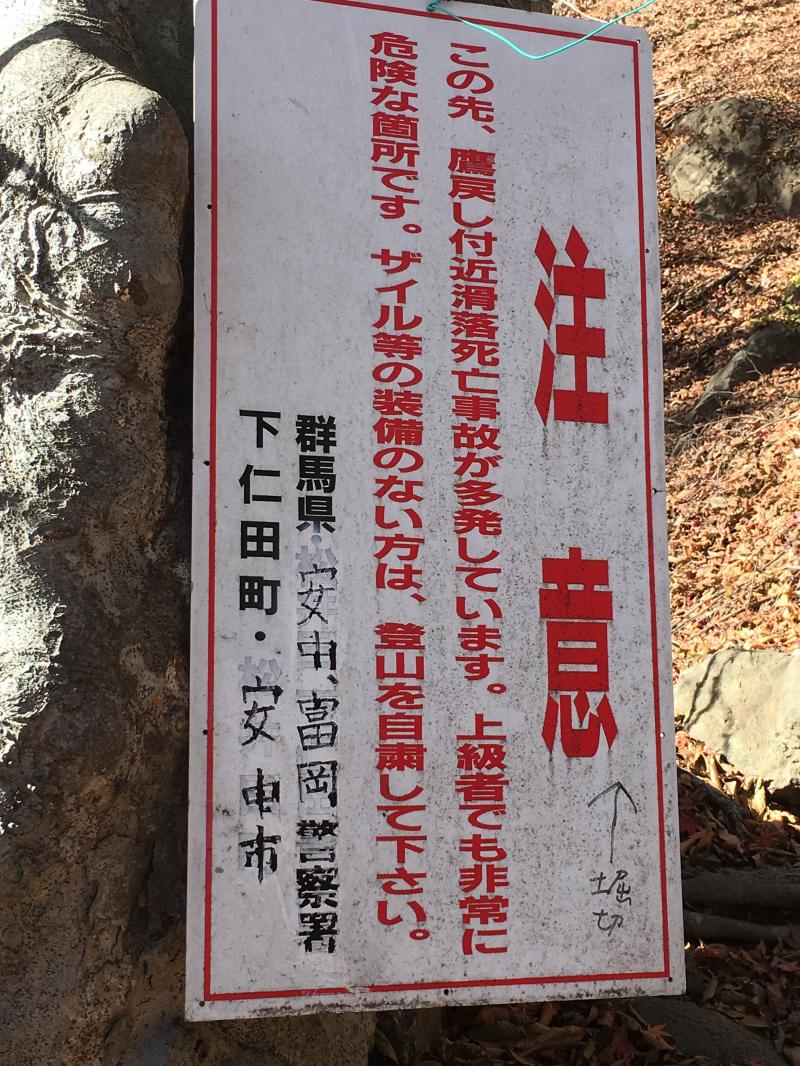 注意
この先、鷹戻し付近滑落死亡事故が多発しています。上級者でも非常に
危険な箇所です。ザイル等の装備のない方は、登山を自粛して下さい。
群馬県・安中、富岡警察署
下仁田町・安中市
↑
堀切